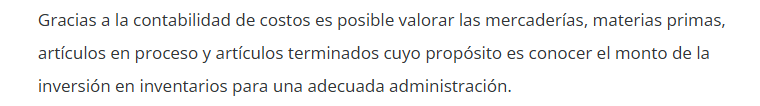 Gracias a la contabilidad de costos es posible valorar las mercaderías, materias primas,
artículos en proceso y artículos terminados cuyo propósito es conocer el monto de la
inversión en inventarios para una adecuada administración.